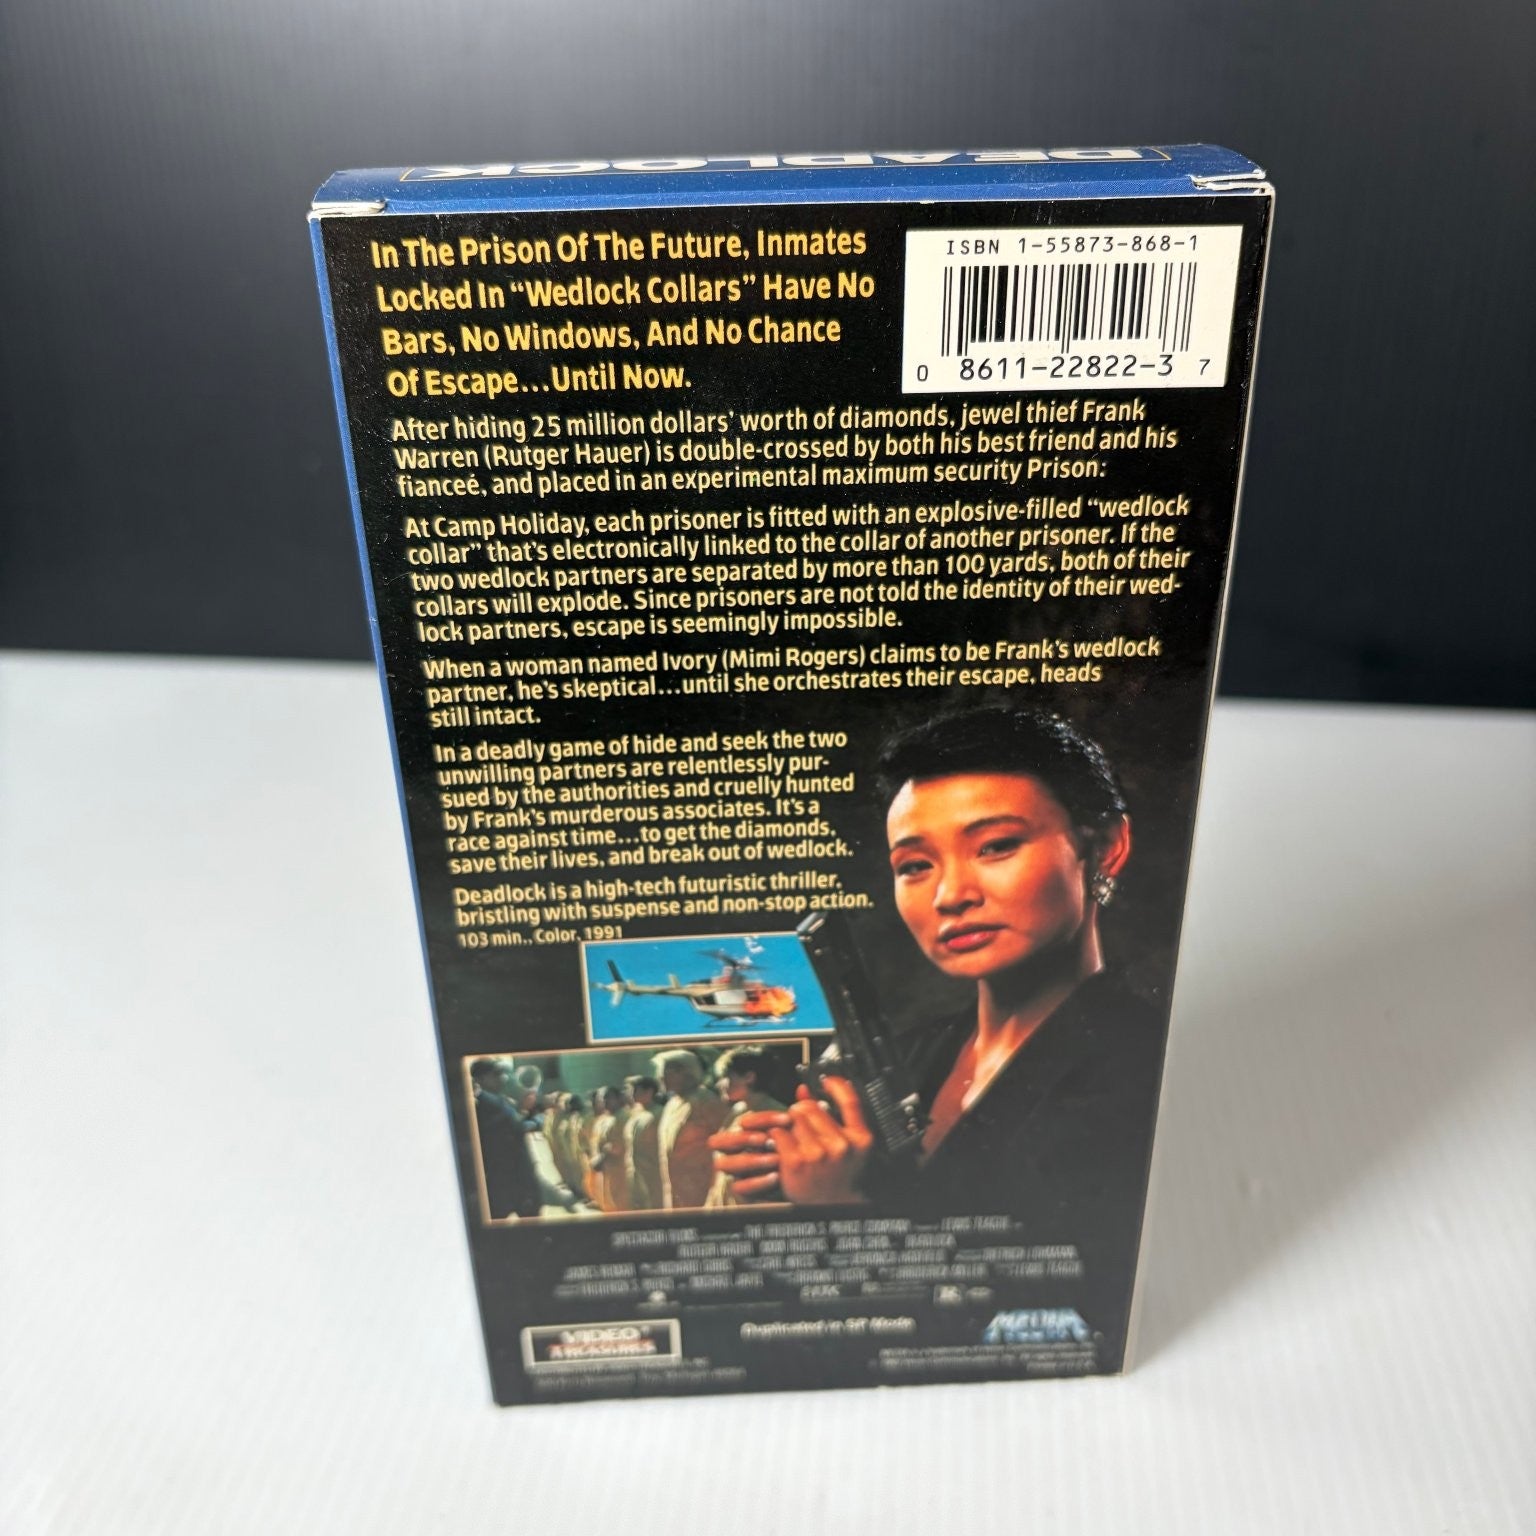 DEADLOCK
In The Prison Of The Future, Inmates
Locked In “Wedlock Collars” Have No
Bars, No Windows, And No Chance
Of Escape...Until Now.
ISBN 1-55873-868-1
0 8611-22822-3 7
After hiding 25 million dollars' worth of diamonds, jewel thief Frank
Warren (Rutger Hauer) is double-crossed by both his best friend and his
fianceé, and placed in an experimental maximum security Prison:
At Camp Holiday, each prisoner is fitted with an explosive-filled “wedlock
collar” that's electronically linked to the collar of another prisoner. If the
two wedlock partners are separated by more than 100 yards, both of their
collars will explode. Since prisoners are not told the identity of their wed-
lock partners, escape is seemingly impossible.
When a woman named Ivory (Mimi Rogers) claims to be Frank's wedlock
partner, he's skeptical...until she orchestrates their escape, heads
still intact.
In a deadly game of hide and seek the two
unwilling partners are relentlessly pur-
sued by the authorities and cruelly hunted
by Frank's murderous associates. It's a
race against time...to get the diamonds,
save their lives, and break out of wedlock.
Deadlock is a high-tech futuristic thriller,
bristling with suspense and non-stop action.
103 min., Color, 1991
THE FREDERICK S. PIERCE COMPANY LEWIS TEAGUE
VIDEO TREASURES
Duplicated in SP Mode
MEDIA